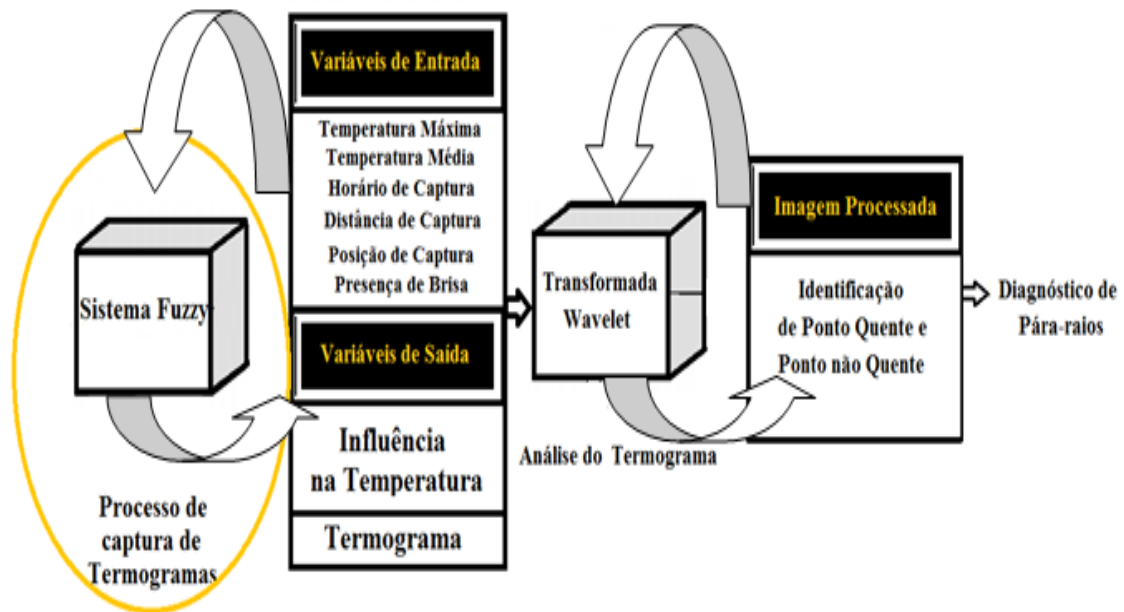 Variáveis de Entrada
Temperatura Máxima
Temperatura Média
Horário de Captura
Distância de Captura
Posição de Captura
Presença de Brisa
Sistema Fuzzy
Variáveis de Saída
Influência
na Temperatura
Termograma
Processo de
captura de
Termogramas
Transformada
Wavelet
Análise do Termograma
Imagem Processada
Identificação
de Ponto Quente e
Ponto não Quente
Diagnóstico de
Pára-raios